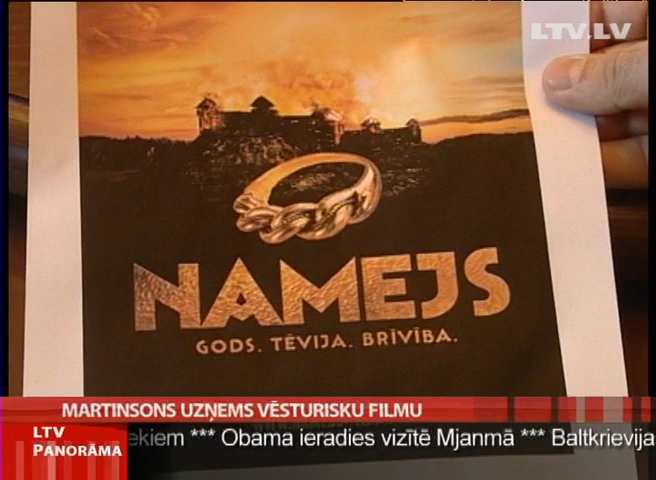 LTV.LV
NAMEJS
GODS. TĒVIJA. BRĪVĪBA.
MARTINSONS UZŅEMS VĒSTURISKU FILMU
LTV
PANORĀMA
ekiem *** Obama ieradies vizītē Mjanmā *** Baltkrievija